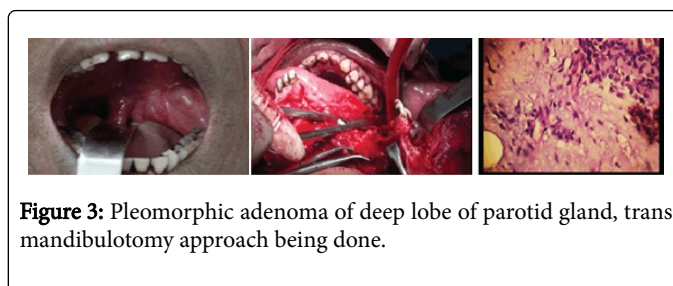 Figure 3: Pleomorphic adenoma of deep lobe of parotid gland, trans
mandibulotomy approach being done.